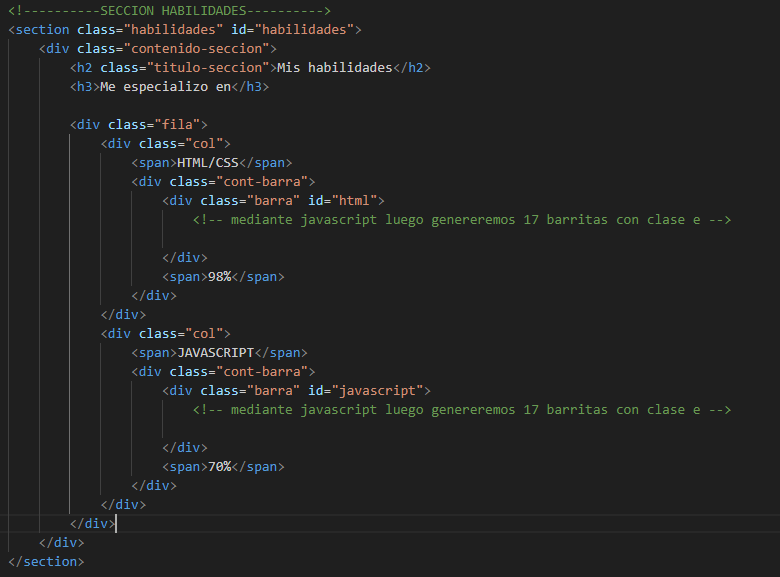 <!----------SECCION HABILIDADES---------->
<section class="habilidades" id="habilidades">
    <div class="contenido-seccion">
        <h2 class="titulo-seccion">Mis habilidades</h2>
        <h3>Me especializo en</h3>

        <div class="fila">
            <div class="col">
                <span>HTML/CSS</span>
                <div class="cont-barra">
                    <div class="barra" id="html">
                        <!-- mediante javascript luego genereremos 17 barritas con clase e -->

                    </div>
                    <span>98%</span>
                </div>
            </div>
            <div class="col">
                <span>JAVASCRIPT</span>
                <div class="cont-barra">
                    <div class="barra" id="javascript">
                        <!-- mediante javascript luego genereremos 17 barritas con clase e -->

                    </div>
                    <span>70%</span>
                </div>
            </div>
        </div>
    </div>
</section>